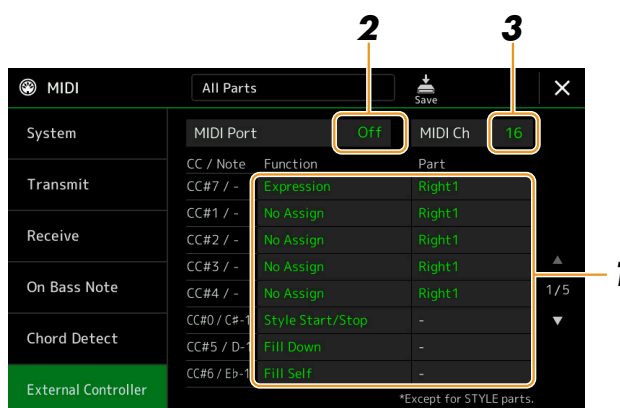 2 3
MIDI All Parts Save ×
System MIDI Port Off MIDI Ch 16
CC / Note Function Part
Transmit CC#7 / - Expression Right1
CC#1 / - No Assign Right1
Receive CC#2 / - No Assign Right1
CC#3 / - No Assign Right1
On Bass Note CC#4 / - No Assign Right1 1/5
CC#0 / C#-1 Style Start/Stop -
Chord Detect CC#5 / D-1 Fill Down -
CC#6 / E♭-1 Fill Self -
External Controller *Except for STYLE parts.